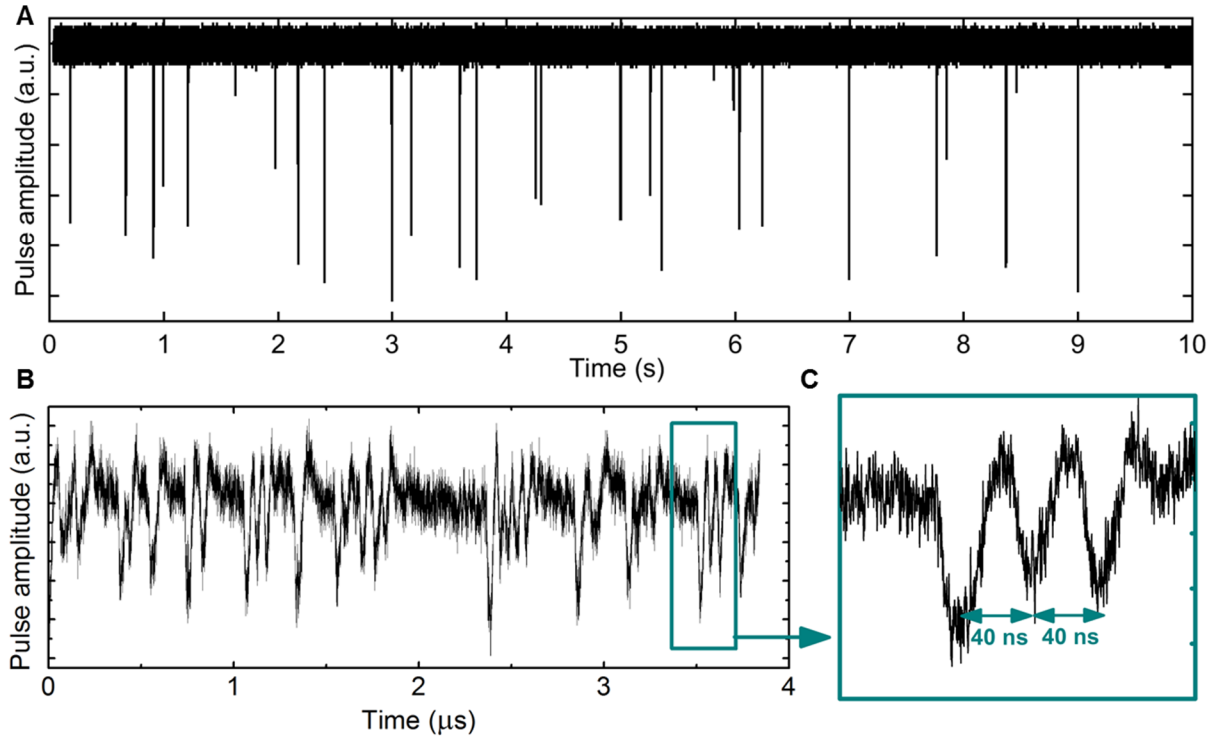 A
Pulse amplitude (a.u.)
0 1 2 3 4 5 6 7 8 9 10
Time (s)
B
Pulse amplitude (a.u.)
0 1 2 3 4
Time (μs)
C
40 ns 40 ns